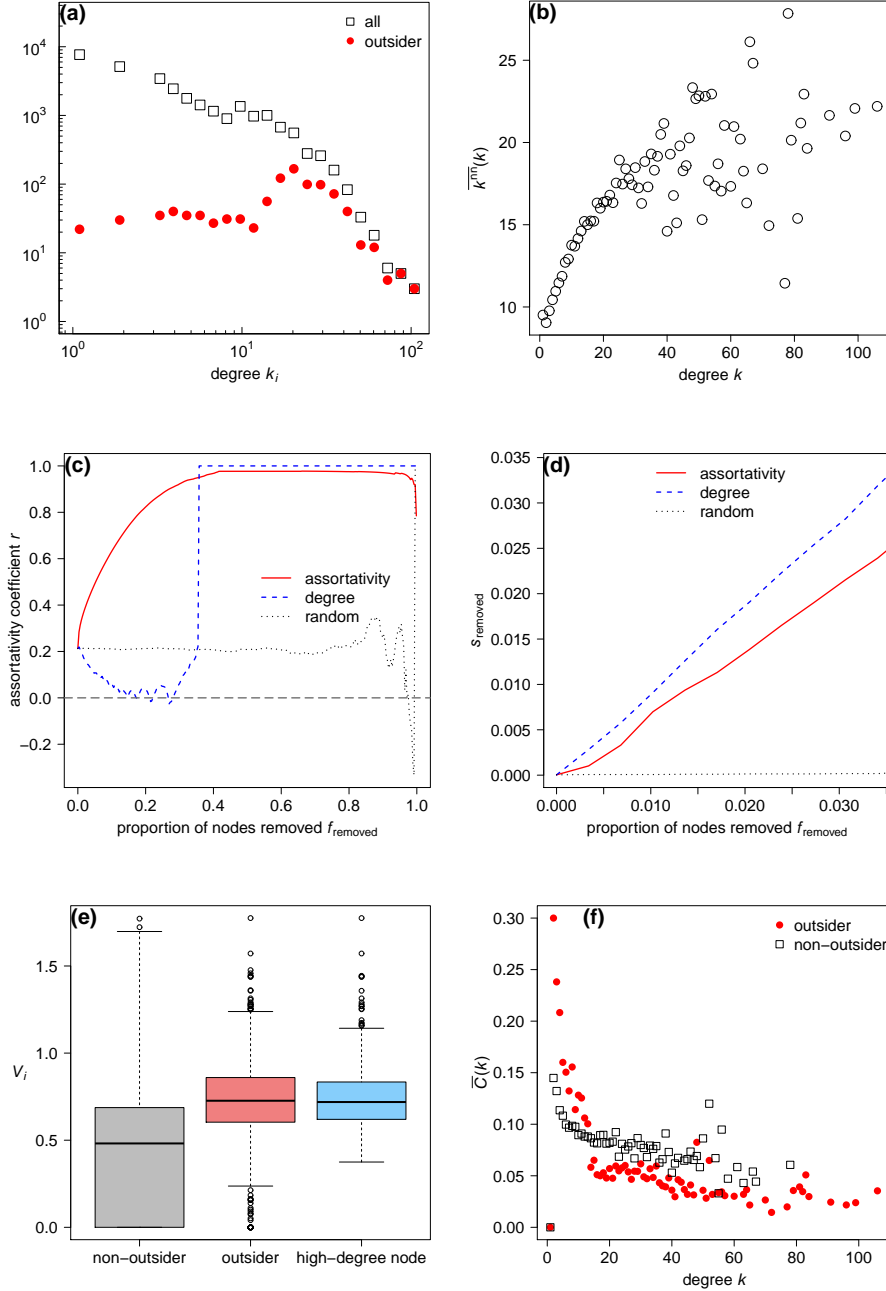 (a)
all
outsider
10^4
10^3
10^2
10^1
10^0
10^0 10^1 10^2
degree k_i
(b)
25
20
15
10
\overline{k^{nn}}(k)
0 20 40 60 80 100
degree k
(c)
1.0
0.8
0.6
0.4
0.2
0.0
−0.2
assortativity coefficient r
assortativity
degree
random
0.0 0.2 0.4 0.6 0.8 1.0
proportion of nodes removed f_removed
(d)
0.035
0.030
0.025
0.020
0.015
0.010
0.005
0.000
s_removed
assortativity
degree
random
0.000 0.010 0.020 0.030
proportion of nodes removed f_removed
(e)
1.5
1.0
0.5
0.0
V_i
non−outsider outsider high−degree node
(f)
0.30
0.25
0.20
0.15
0.10
0.05
0.00
\overline{C}(k)
outsider
non−outsider
0 20 40 60 80 100
degree k